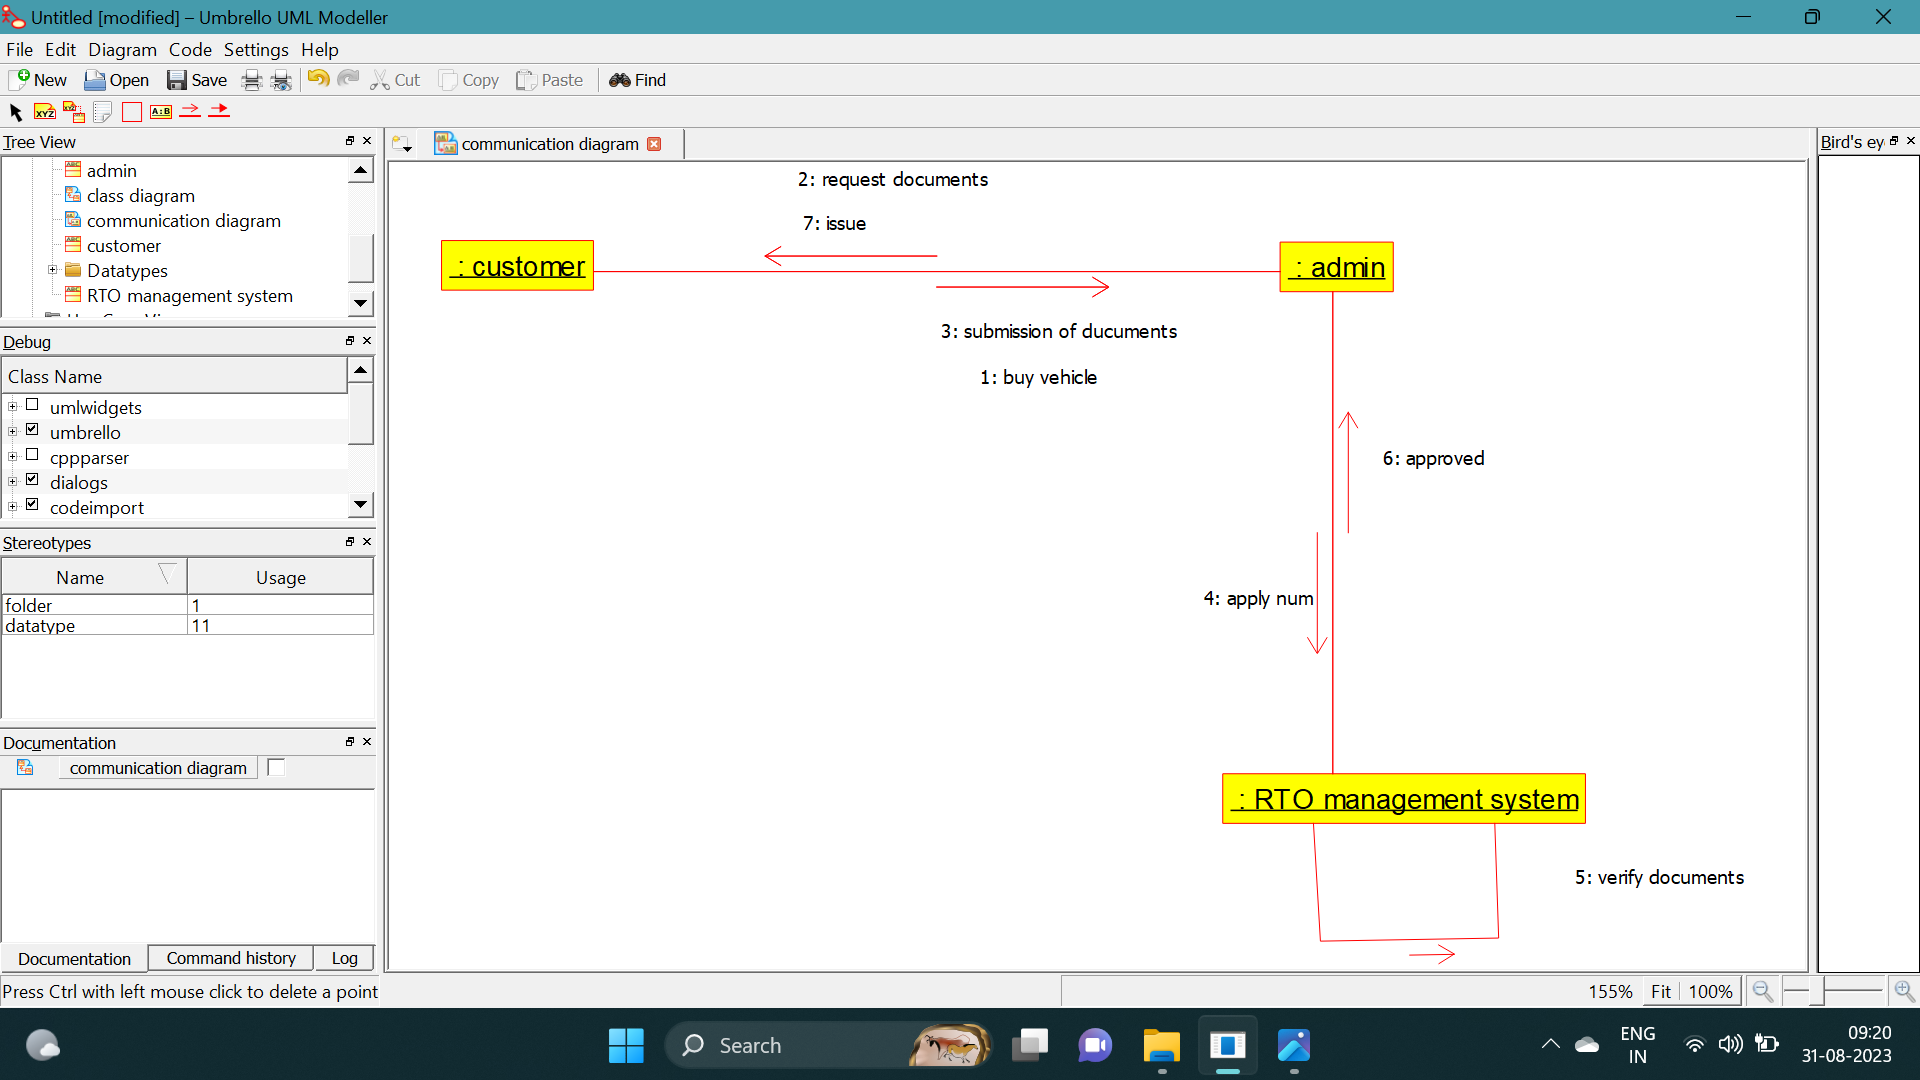 Untitled [modified] – Umbrello UML Modeller
File Edit Diagram Code Settings Help
New Open Save Cut Copy Paste Find
XYZ A:B
Tree View
admin
class diagram
communication diagram
customer
Datatypes
RTO management system
Debug
Class Name
umlwidgets
umbrello
cppparser
dialogs
codeimport
Stereotypes
Name Usage
folder 1
datatype 11
Documentation
communication diagram
Documentation Command history Log
Press Ctrl with left mouse click to delete a point
communication diagram
2: request documents
7: issue
: customer
: admin
3: submission of ducuments
1: buy vehicle
6: approved
4: apply num
: RTO management system
5: verify documents
Bird's ey
155% Fit 100%
Search
ENG
IN
09:20
31-08-2023